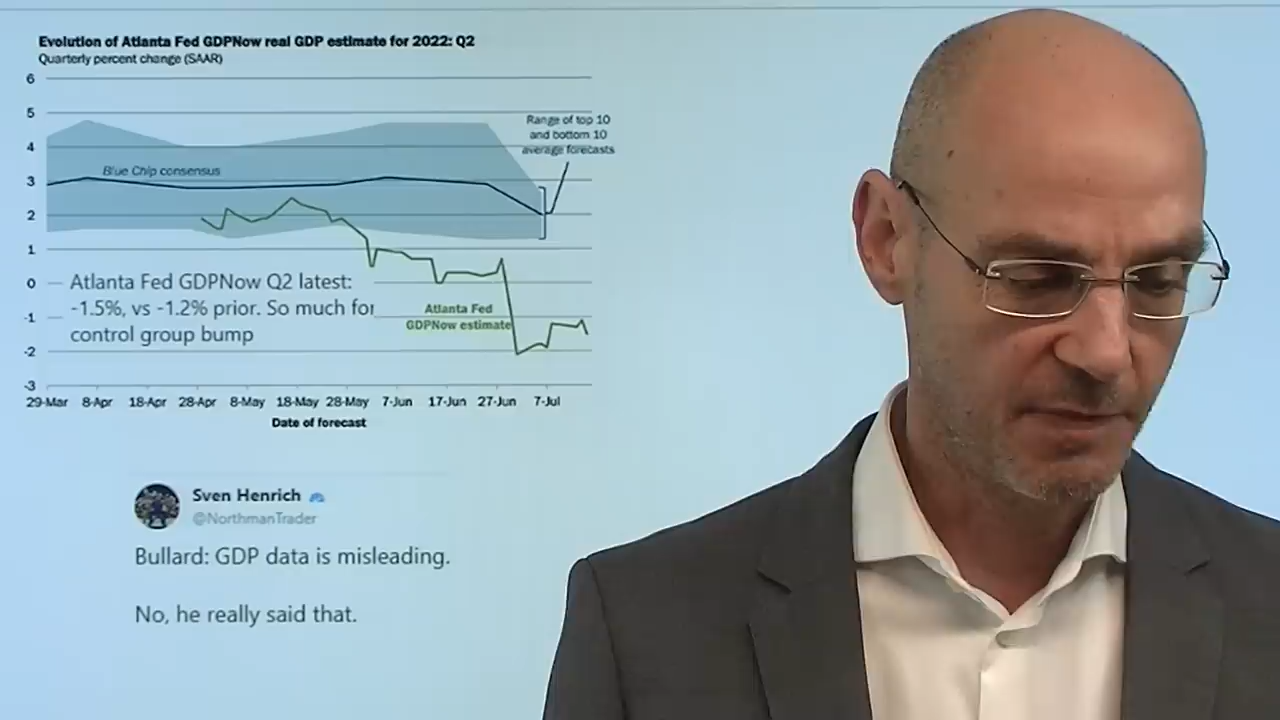 Evolution of Atlanta Fed GDPNow real GDP estimate for 2022: Q2
Quarterly percent change (SAAR)
6
5
4
3
2
1
0
-1
-2
-3
Range of top 10
and bottom 10
average forecasts
Blue Chip consensus
Atlanta Fed GDPNow Q2 latest:
-1.5%, vs -1.2% prior. So much for
control group bump
Atlanta Fed
GDPNow estimate
29-Mar 8-Apr 18-Apr 28-Apr 8-May 18-May 28-May 7-Jun 17-Jun 27-Jun 7-Jul
Date of forecast
Sven Henrich
@NorthmanTrader
Bullard: GDP data is misleading.
No, he really said that.